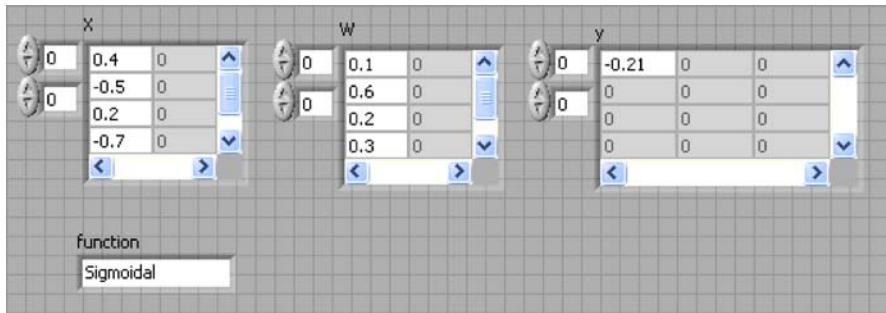 X
W
y
0 0.4 0
0 -0.5 0
0.2 0
-0.7 0
0 0.1 0
0 0.6 0
0.2 0
0.3 0
0 -0.21 0 0
0 0 0 0
0 0 0
0 0 0
function
Sigmoidal